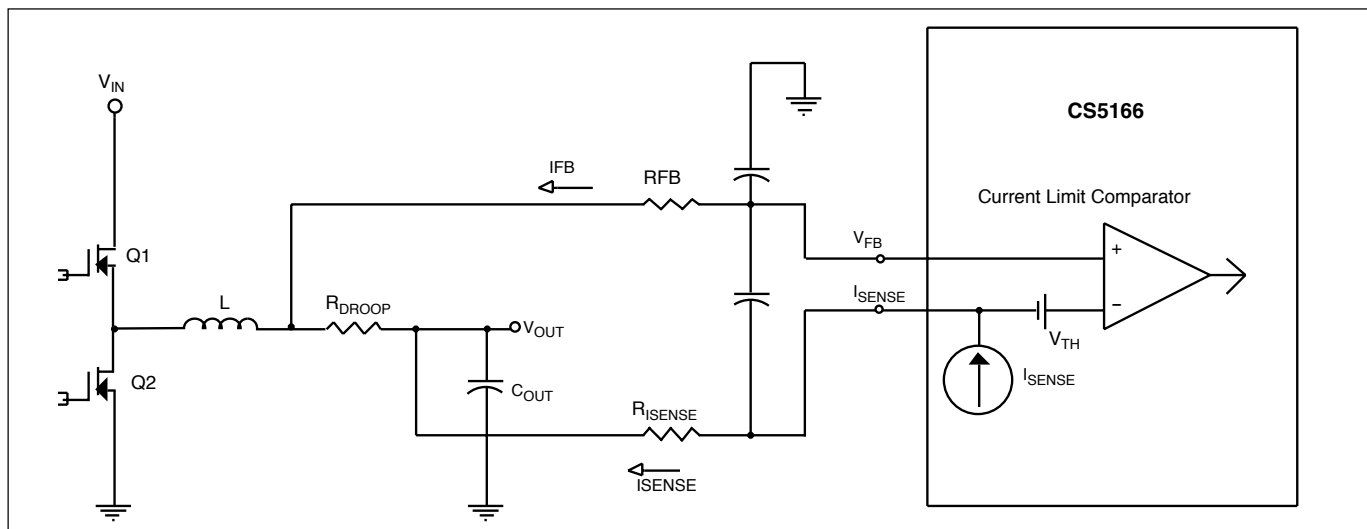 V_IN
CS5166
IFB
RFB
Current Limit Comparator
V_FB
+
Q1
I_SENSE
L
R_DROOP
V_OUT
−
V_TH
Q2
C_OUT
I_SENSE
R_ISENSE
ISENSE